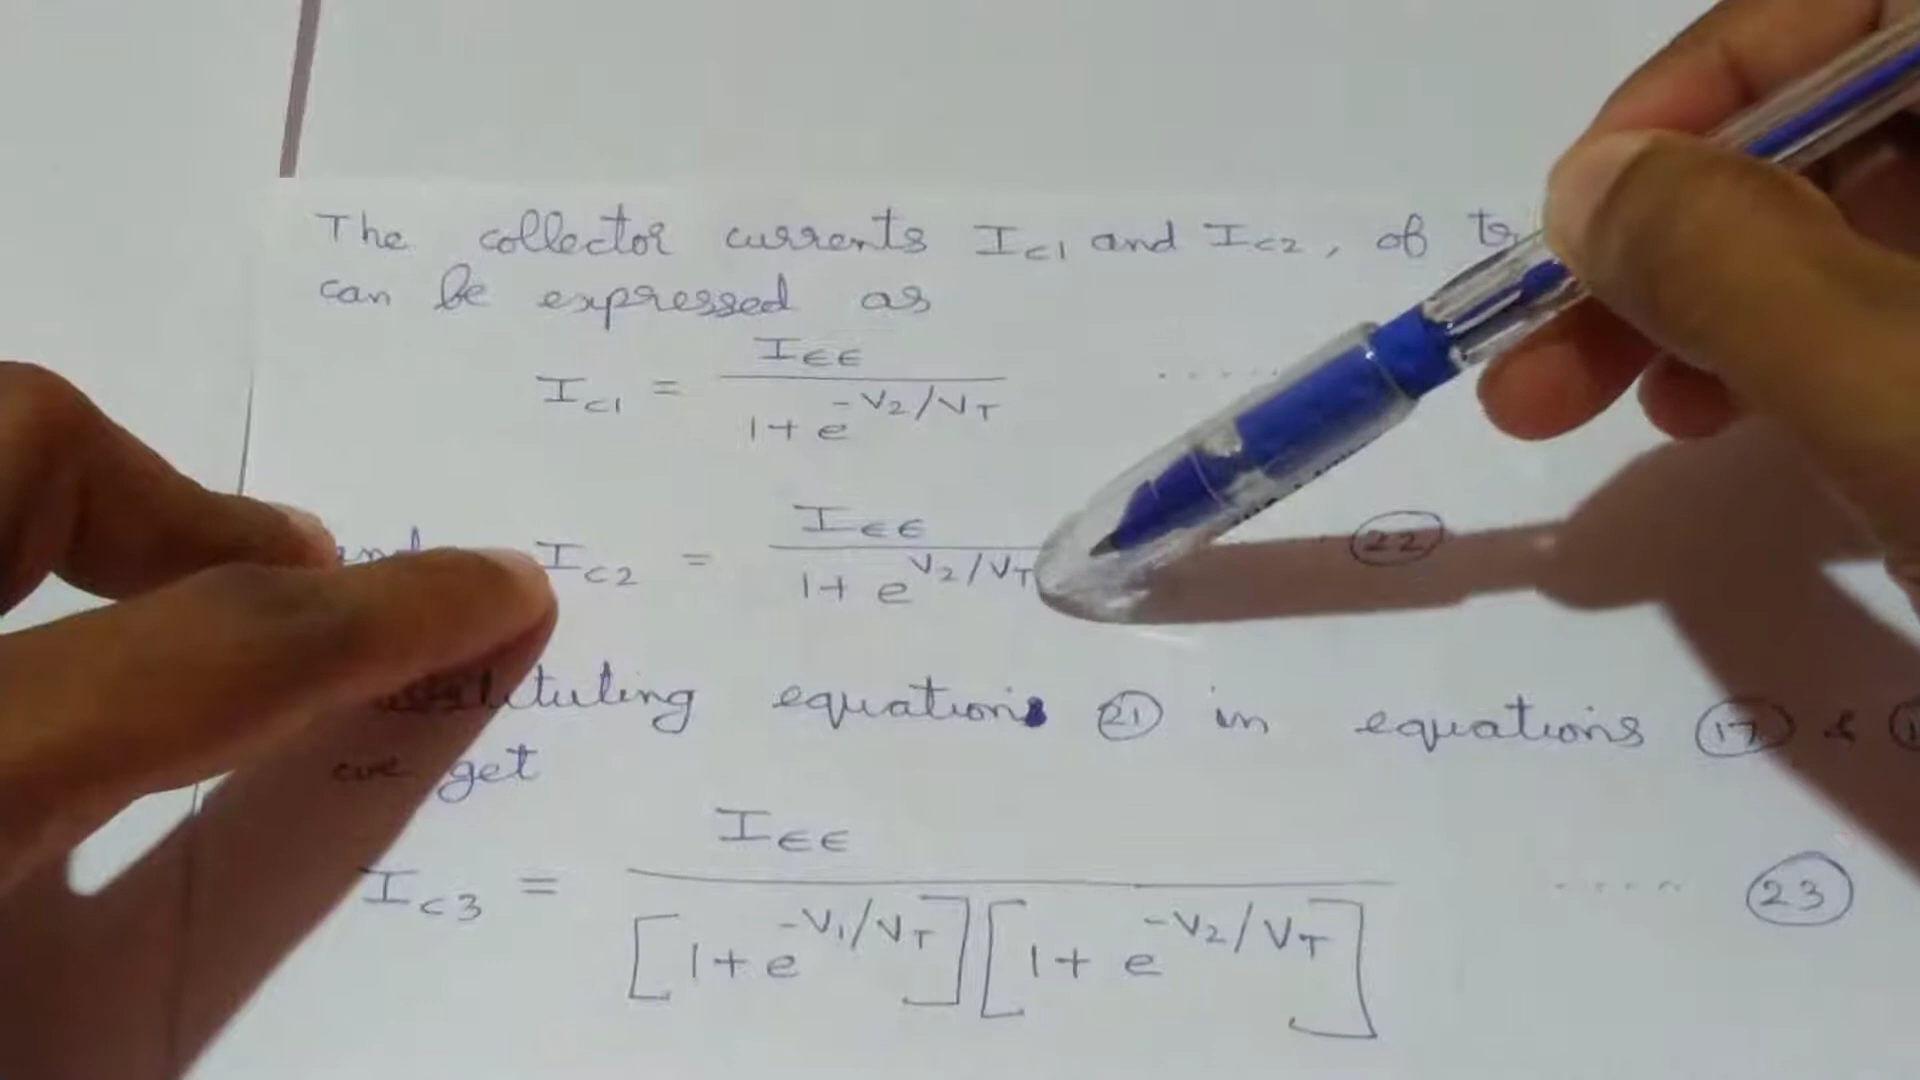 The collector currents IC1 and IC2, of
can be expressed as
IC1 = IEE / 1+ e^-V2/VT .....
IC2 = IEE / 1+ e^V2/VT (22)
equations (21) in equations (17) &
we get
IC3 = IEE / [1+e^-V1/VT][1+ e^-V2/VT] ..... (23)